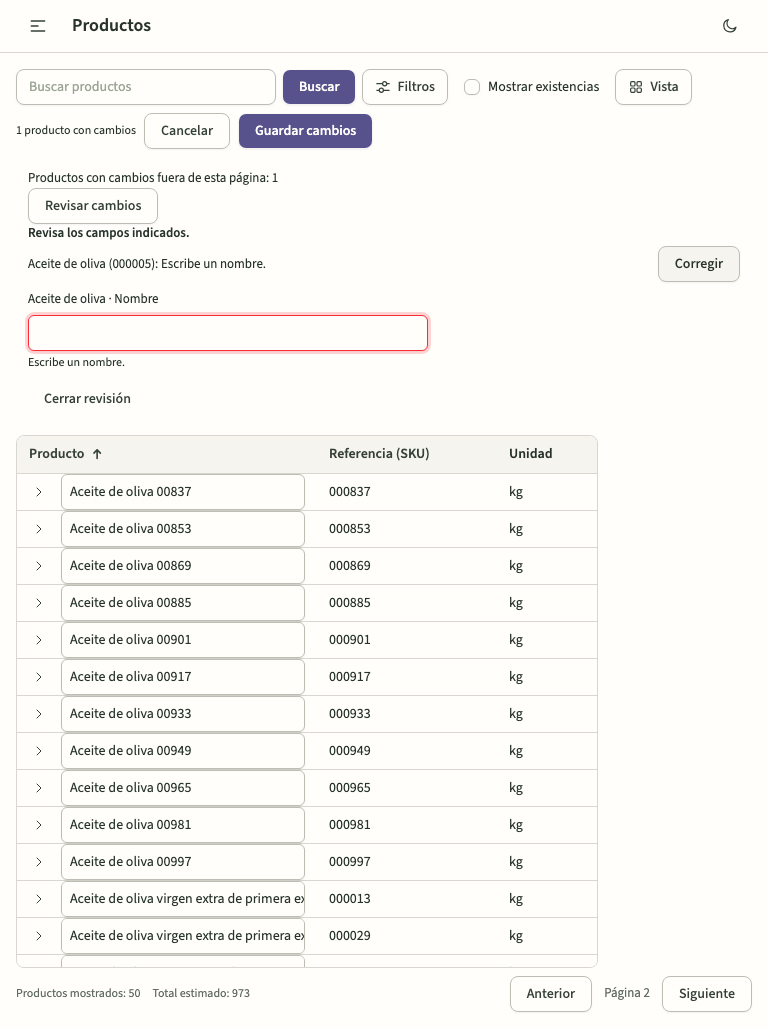 Productos
Buscar productos Buscar Filtros Mostrar existencias Vista
1 producto con cambios Cancelar Guardar cambios
Productos con cambios fuera de esta página: 1
Revisar cambios
Revisa los campos indicados.
Aceite de oliva (000005): Escribe un nombre. Corregir
Aceite de oliva · Nombre
Escribe un nombre.
Cerrar revisión
Producto ↑ Referencia (SKU) Unidad
Aceite de oliva 00837 000837 kg
Aceite de oliva 00853 000853 kg
Aceite de oliva 00869 000869 kg
Aceite de oliva 00885 000885 kg
Aceite de oliva 00901 000901 kg
Aceite de oliva 00917 000917 kg
Aceite de oliva 00933 000933 kg
Aceite de oliva 00949 000949 kg
Aceite de oliva 00965 000965 kg
Aceite de oliva 00981 000981 kg
Aceite de oliva 00997 000997 kg
Aceite de oliva virgen extra de primera ex 000013 kg
Aceite de oliva virgen extra de primera ex 000029 kg
Productos mostrados: 50 Total estimado: 973 Anterior Página 2 Siguiente